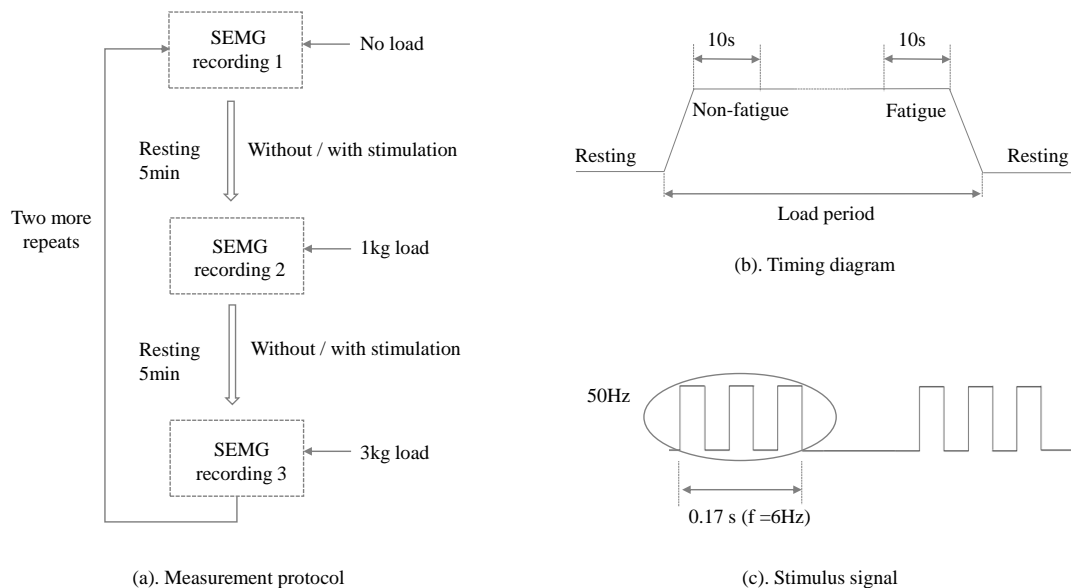 SEMG
recording 1
No load
Resting
5min
Without / with stimulation
Two more
repeats
SEMG
recording 2
1kg load
Resting
5min
Without / with stimulation
SEMG
recording 3
3kg load
(a). Measurement protocol
10s
10s
Non-fatigue
Fatigue
Resting
Resting
Load period
(b). Timing diagram
50Hz
0.17 s (f =6Hz)
(c). Stimulus signal